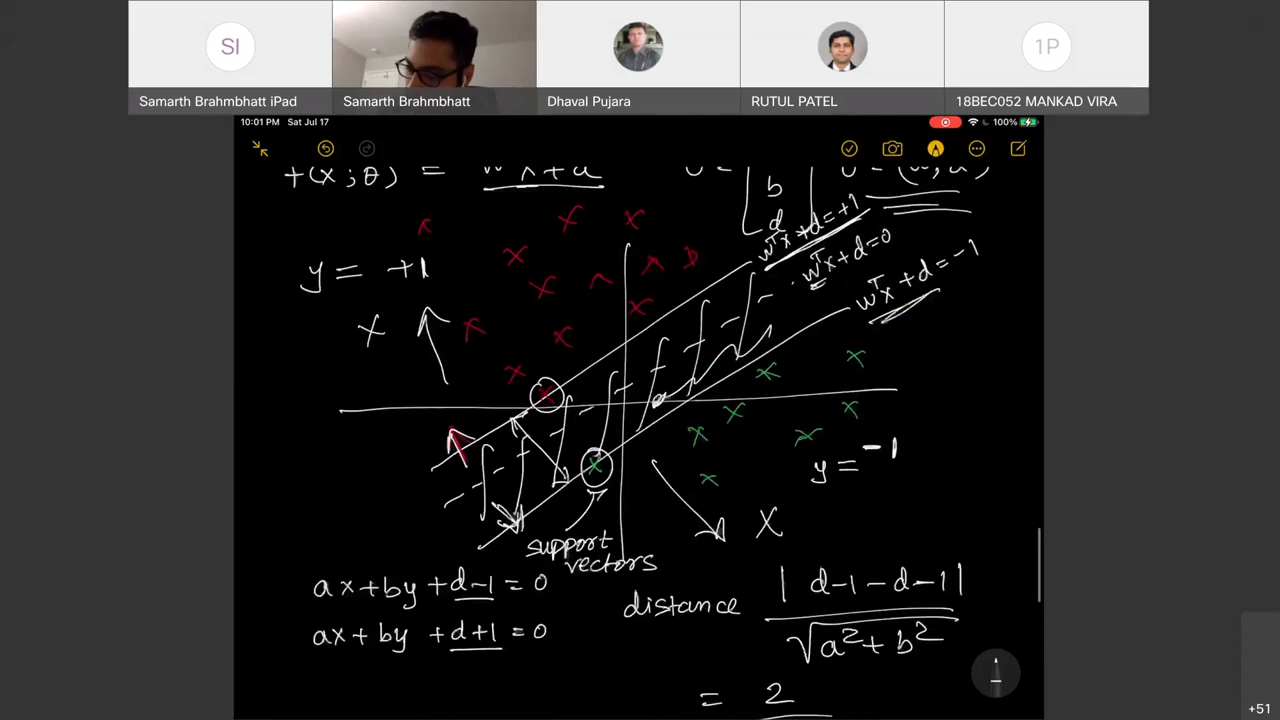 SI
1P
Samarth Brahmbhatt iPad
Samarth Brahmbhatt
Dhaval Pujara
RUTUL PATEL
18BEC052 MANKAD VIRA
10:01 PM Sat Jul 17
100%
b
d
wᵀx + d = +1
wᵀx + d = 0
wᵀx + d = -1
y = +1
y = -1
support
vectors
ax + by + d-1 = 0
ax + by + d+1 = 0
distance | d-1-d-1 |
√a² + b²
= 2
+51